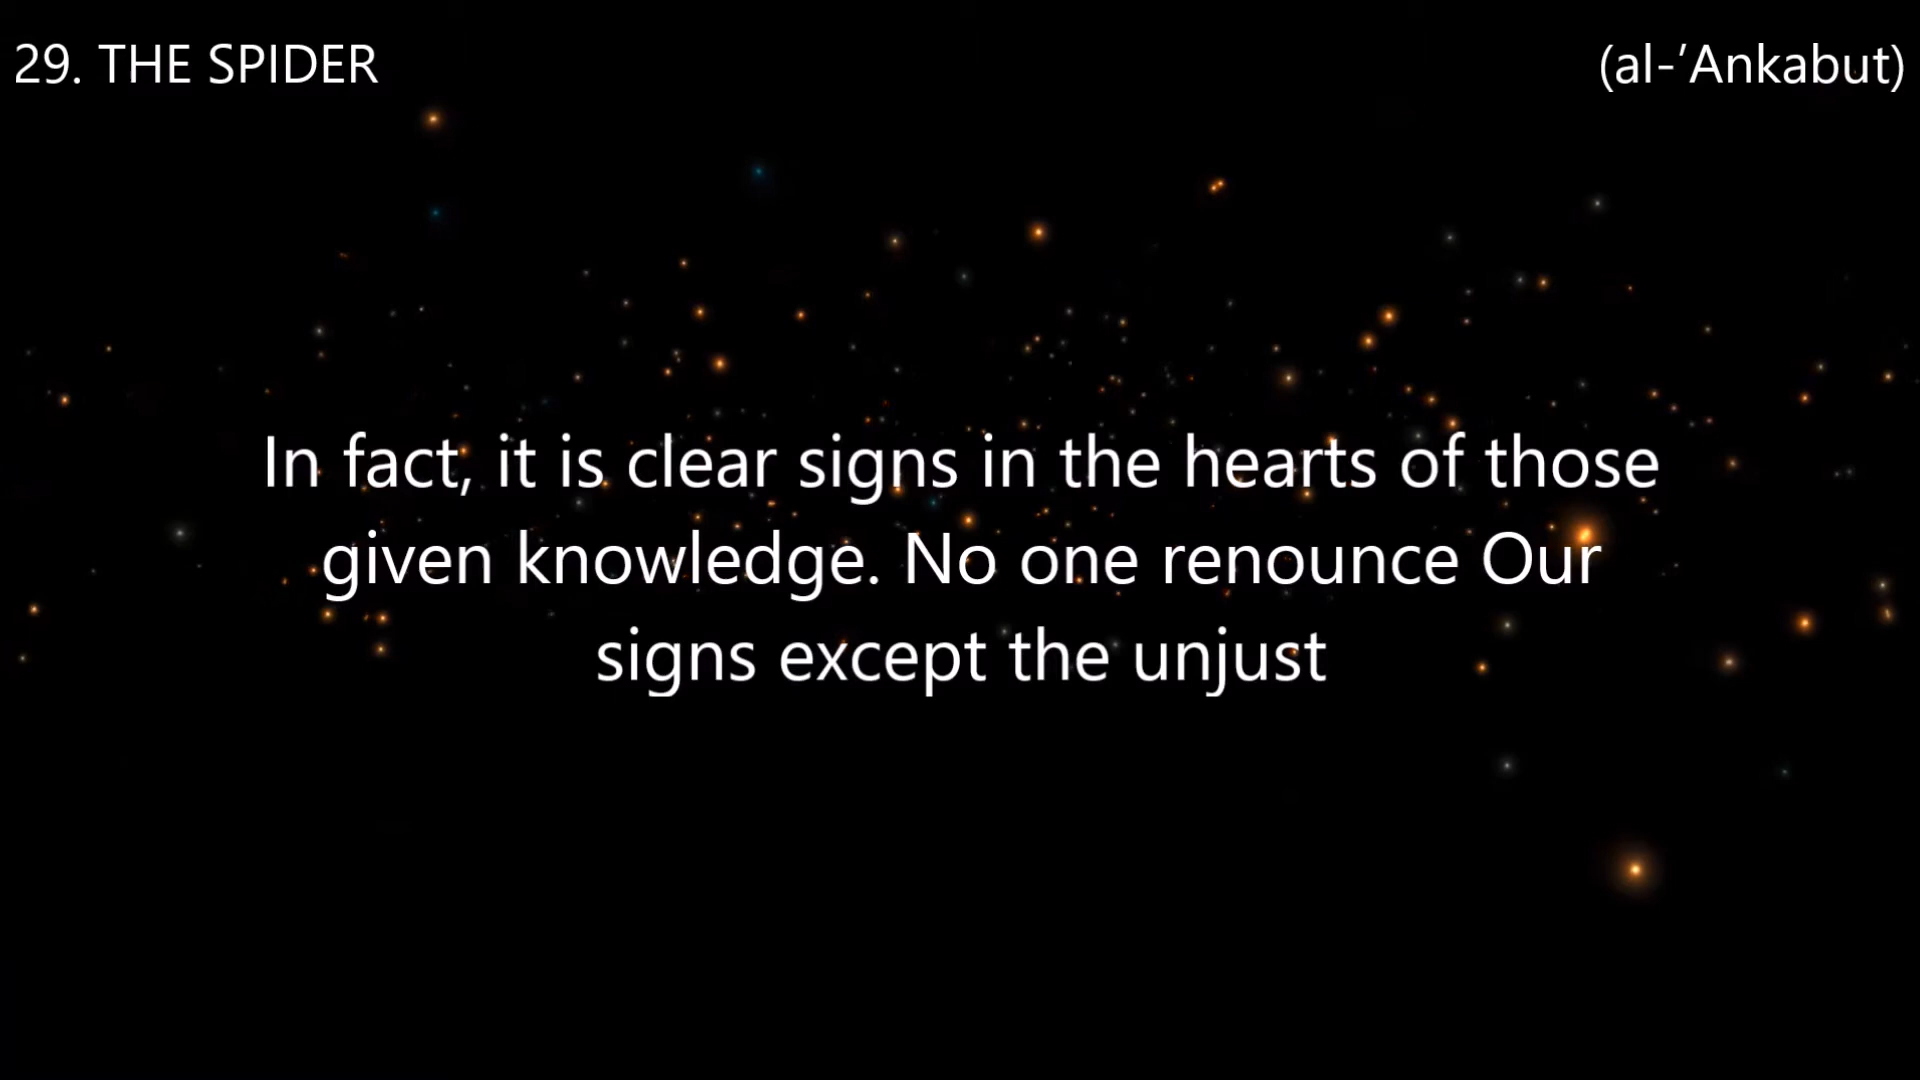 29. THE SPIDER
(al-’Ankabut)
In fact, it is clear signs in the hearts of those
given knowledge. No one renounce Our
signs except the unjust